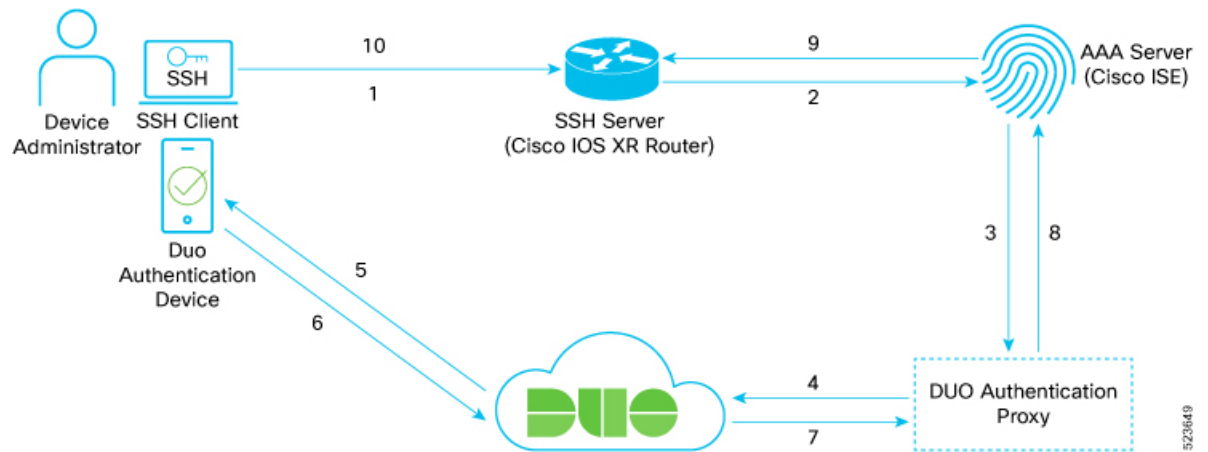 10
9
AAA Server
(Cisco ISE)
SSH
1
2
Device
Administrator
SSH Client
SSH Server
(Cisco IOS XR Router)
3
8
Duo
Authentication
Device
5
6
4
DUO Authentication
Proxy
DUO
7
523649